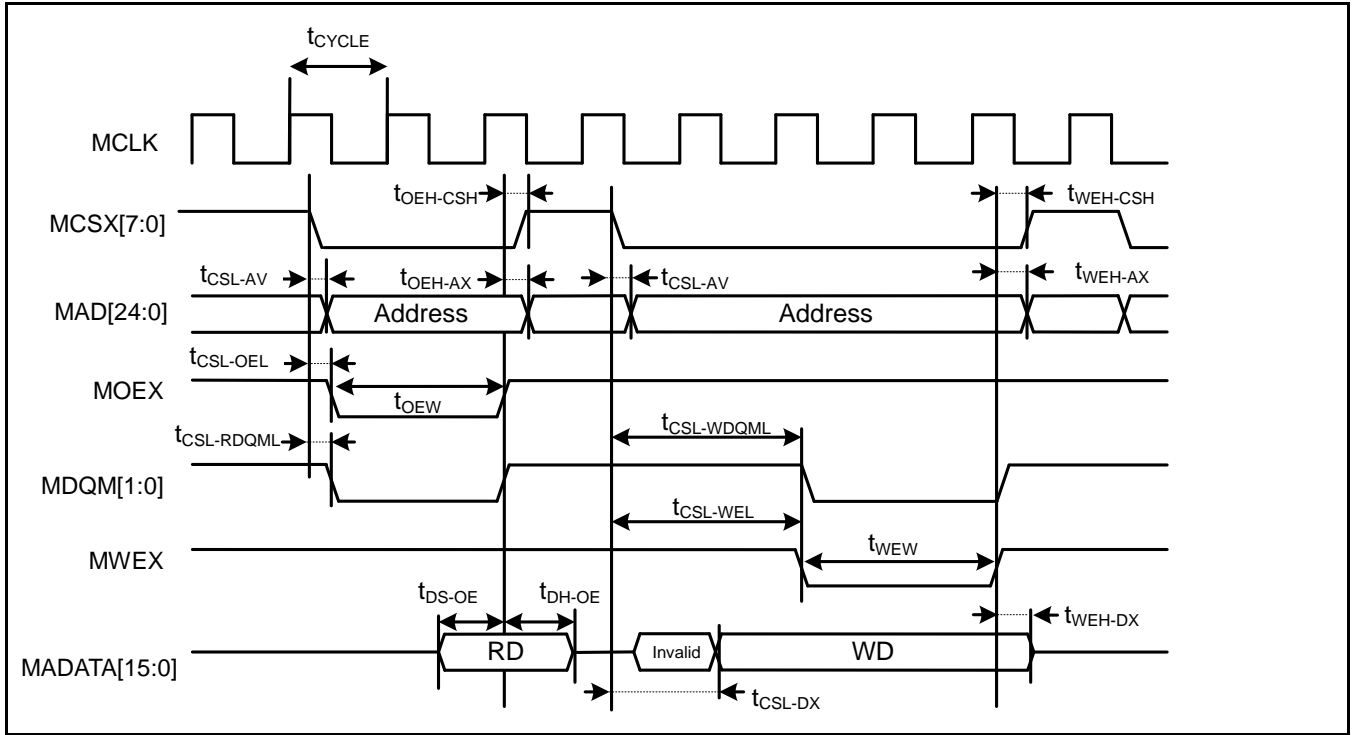 tCYCLE
MCLK
tOEH-CSH
tWEH-CSH
MCSX[7:0]
tCSL-AV
tOEH-AX
tCSL-AV
tWEH-AX
MAD[24:0]
Address
Address
tCSL-OEL
MOEX
tOEW
tCSL-RDQML
tCSL-WDQML
MDQM[1:0]
tCSL-WEL
MWEX
tWEW
tDS-OE
tDH-OE
tWEH-DX
MADATA[15:0]
RD
Invalid
WD
tCSL-DX